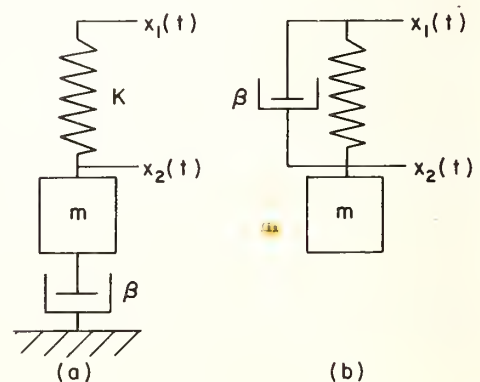 x₁(t)
K
x₂(t)
m
β
(a)
x₁(t)
β
x₂(t)
m
(b)